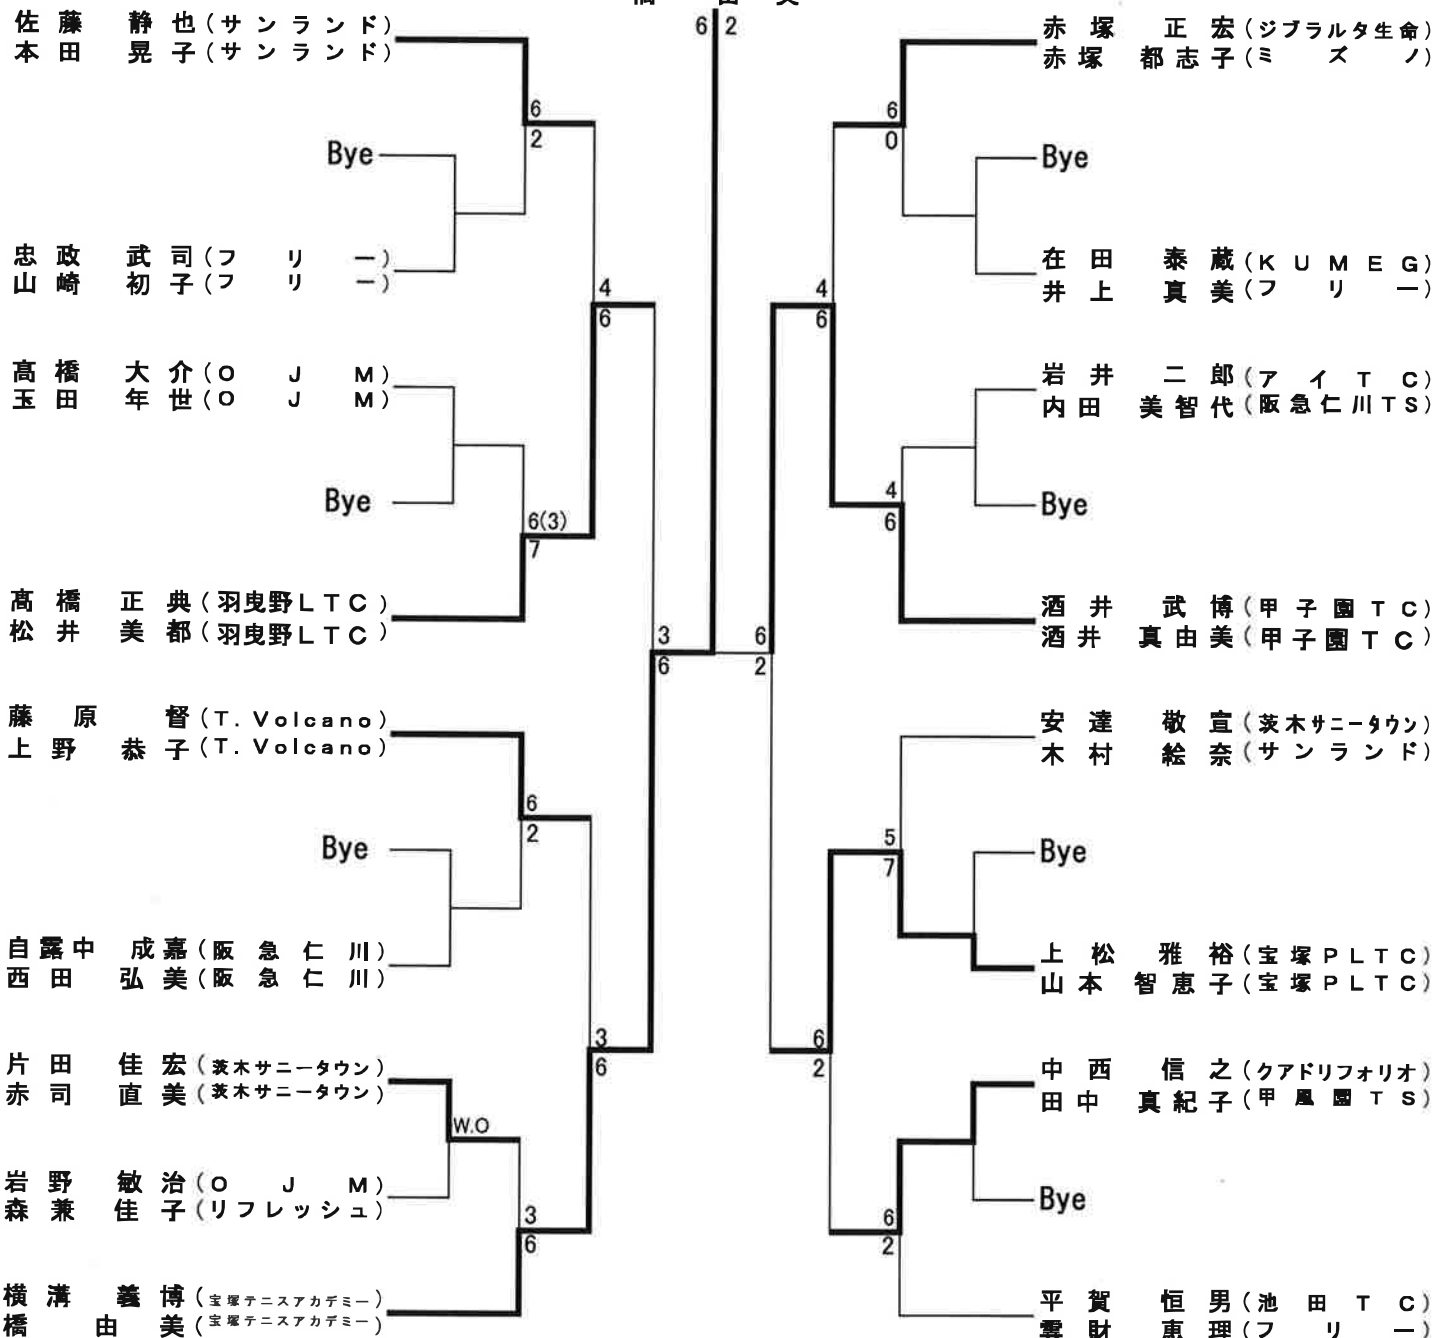 佐藤 静也(サンランド)
本田 晃子(サンランド)
6
2
Bye
忠政 武司(フリー)
山崎 初子(フリー)
4
6
髙橋 大介(OJM)
玉田 年世(OJM)
Bye
6(3)
7
髙橋 正典(羽曳野LTC)
松井 美都(羽曳野LTC)
3
6
藤原 督(T.Volcano)
上野 恭子(T.Volcano)
6
2
Bye
自露中 成嘉(阪急仁川)
西田 弘美(阪急仁川)
3
6
片田 佳宏(茨木サニータウン)
赤司 直美(茨木サニータウン)
W.O
岩野 敏治(OJM)
森兼 佳子(リフレッシュ)
3
6
横溝 義博(宝塚テニスアカデミー)
橋 由美(宝塚テニスアカデミー)
6 2
赤塚 正宏(ジブラルタ生命)
赤塚 都志子(ミズノ)
6
0
Bye
在田 泰蔵(KUMEG)
井上 真美(フリー)
4
6
岩井 二郎(アイTC)
内田 美智代(阪急仁川TS)
4
6
Bye
酒井 武博(甲子園TC)
酒井 真由美(甲子園TC)
6
2
安達 敬宣(茨木サニータウン)
木村 絵奈(サンランド)
5
7
Bye
上松 雅裕(宝塚PLTC)
山本 智恵子(宝塚PLTC)
6
2
中西 信之(クアドリフォリオ)
田中 真紀子(甲風園TS)
Bye
6
2
平賀 恒男(池田TC)
雲財 恵理(フリー)